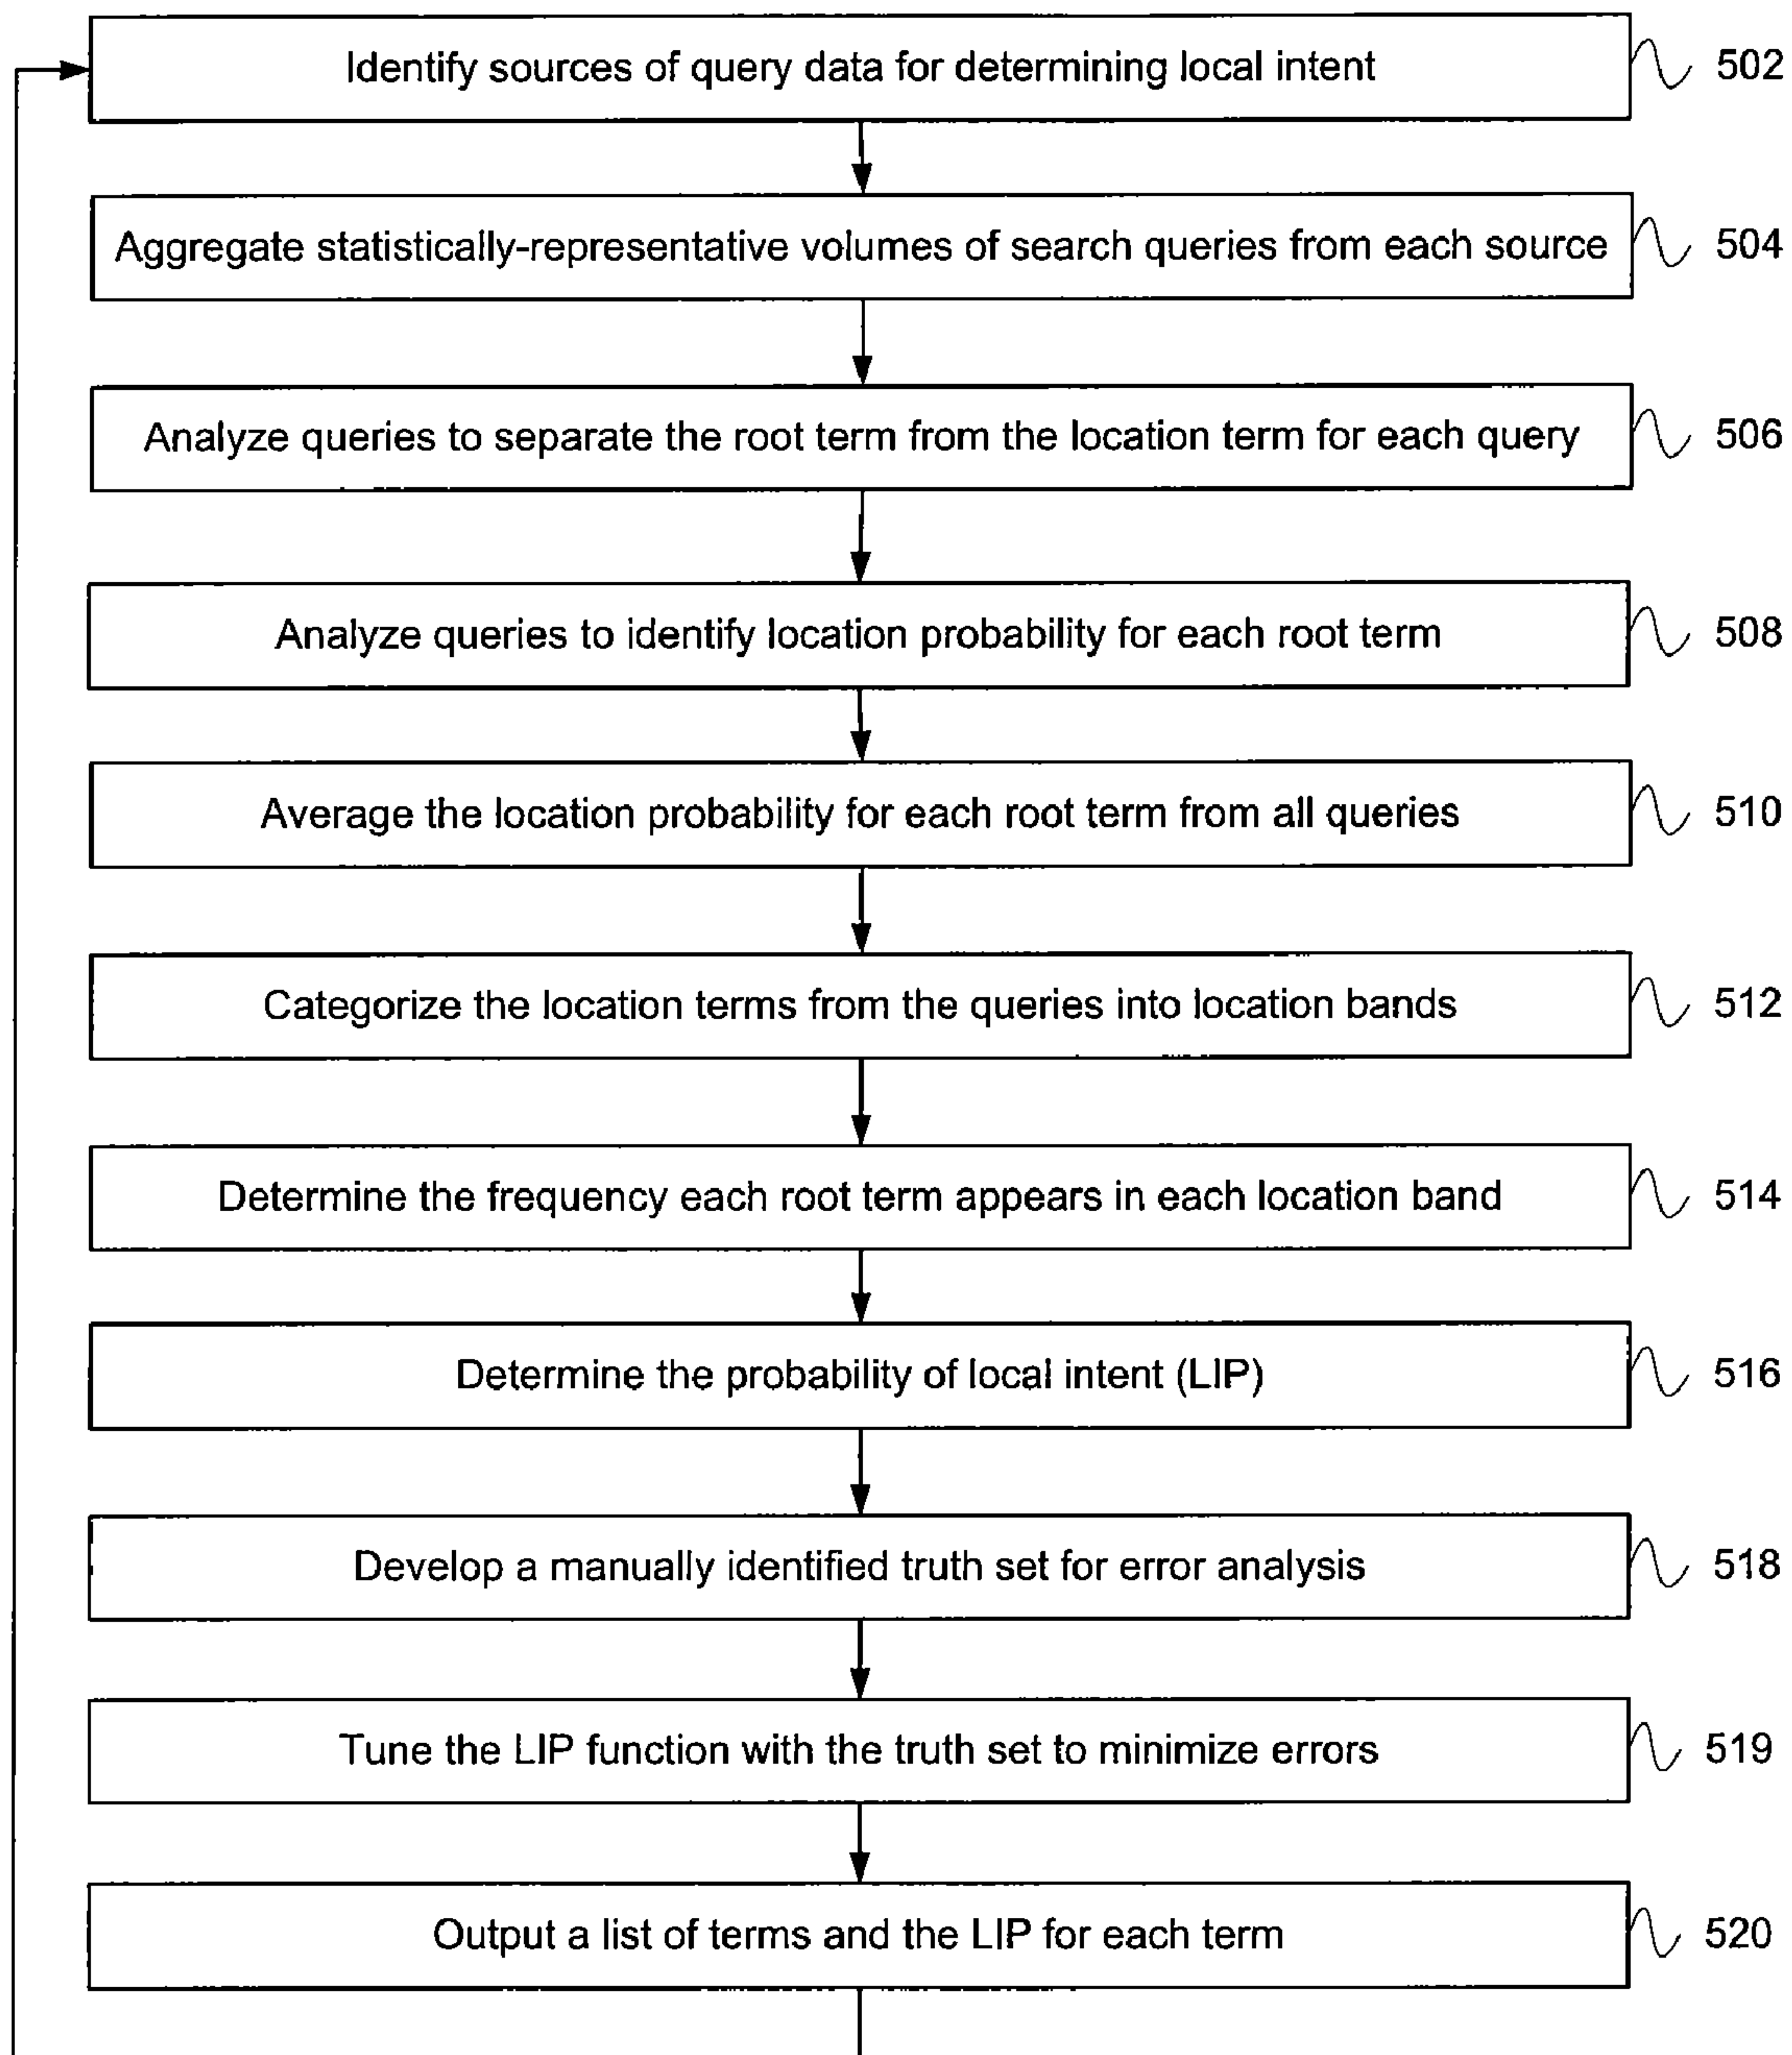 Identify sources of query data for determining local intent 502
Aggregate statistically-representative volumes of search queries from each source 504
Analyze queries to separate the root term from the location term for each query 506
Analyze queries to identify location probability for each root term 508
Average the location probability for each root term from all queries 510
Categorize the location terms from the queries into location bands 512
Determine the frequency each root term appears in each location band 514
Determine the probability of local intent (LIP) 516
Develop a manually identified truth set for error analysis 518
Tune the LIP function with the truth set to minimize errors 519
Output a list of terms and the LIP for each term 520